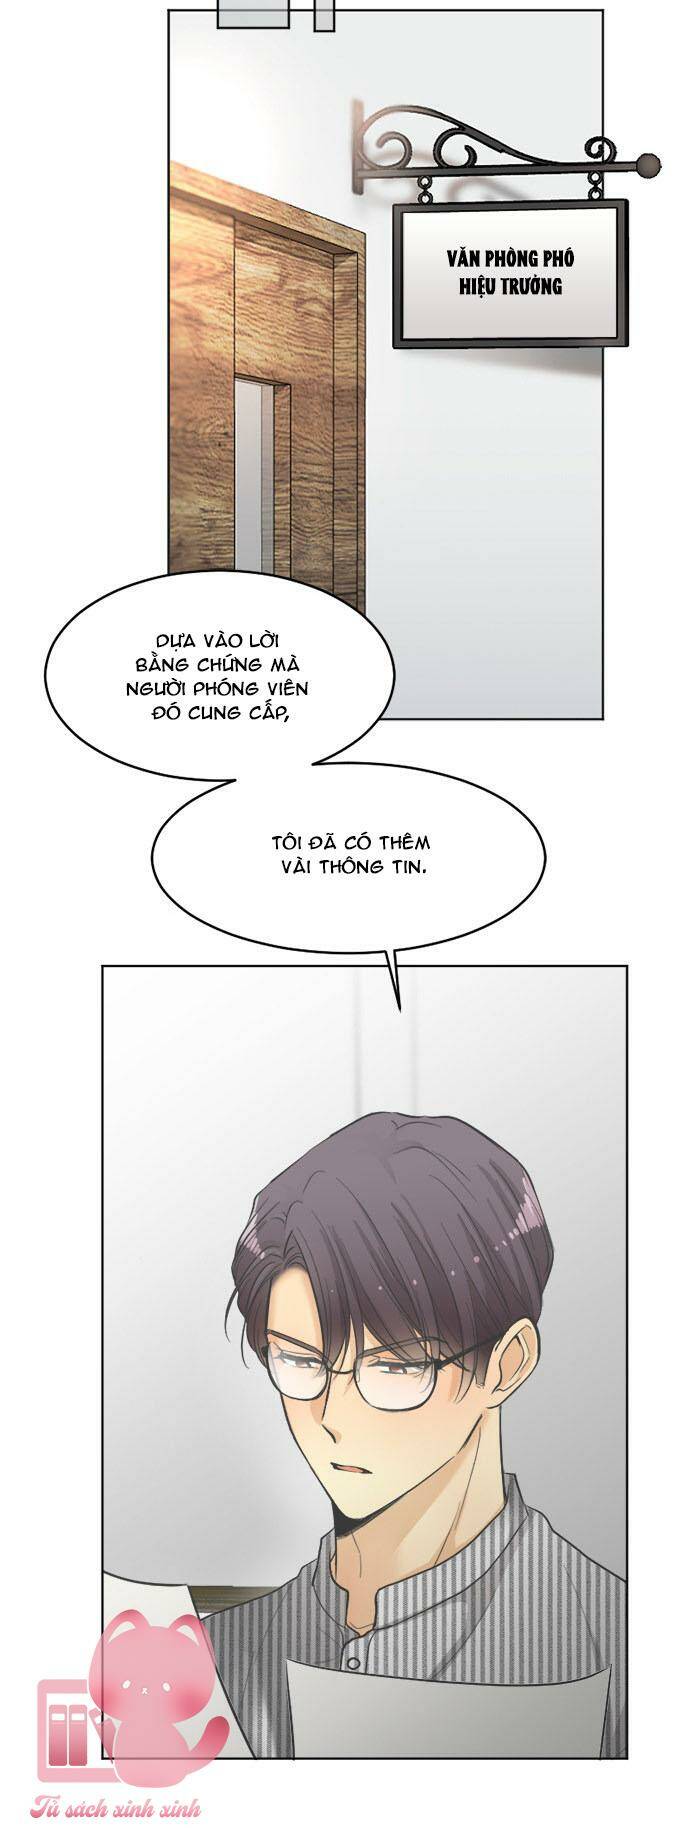 VĂN PHÒNG PHÓ
HIỆU TRƯỞNG
DỰA VÀO LỜI
BẰNG CHỨNG MÀ
NGƯỜI PHÓNG VIÊN
ĐÓ CUNG CẤP,
TÔI ĐÃ CÓ THÊM
VÀI THÔNG TIN.
Tủ sách xinh xinh